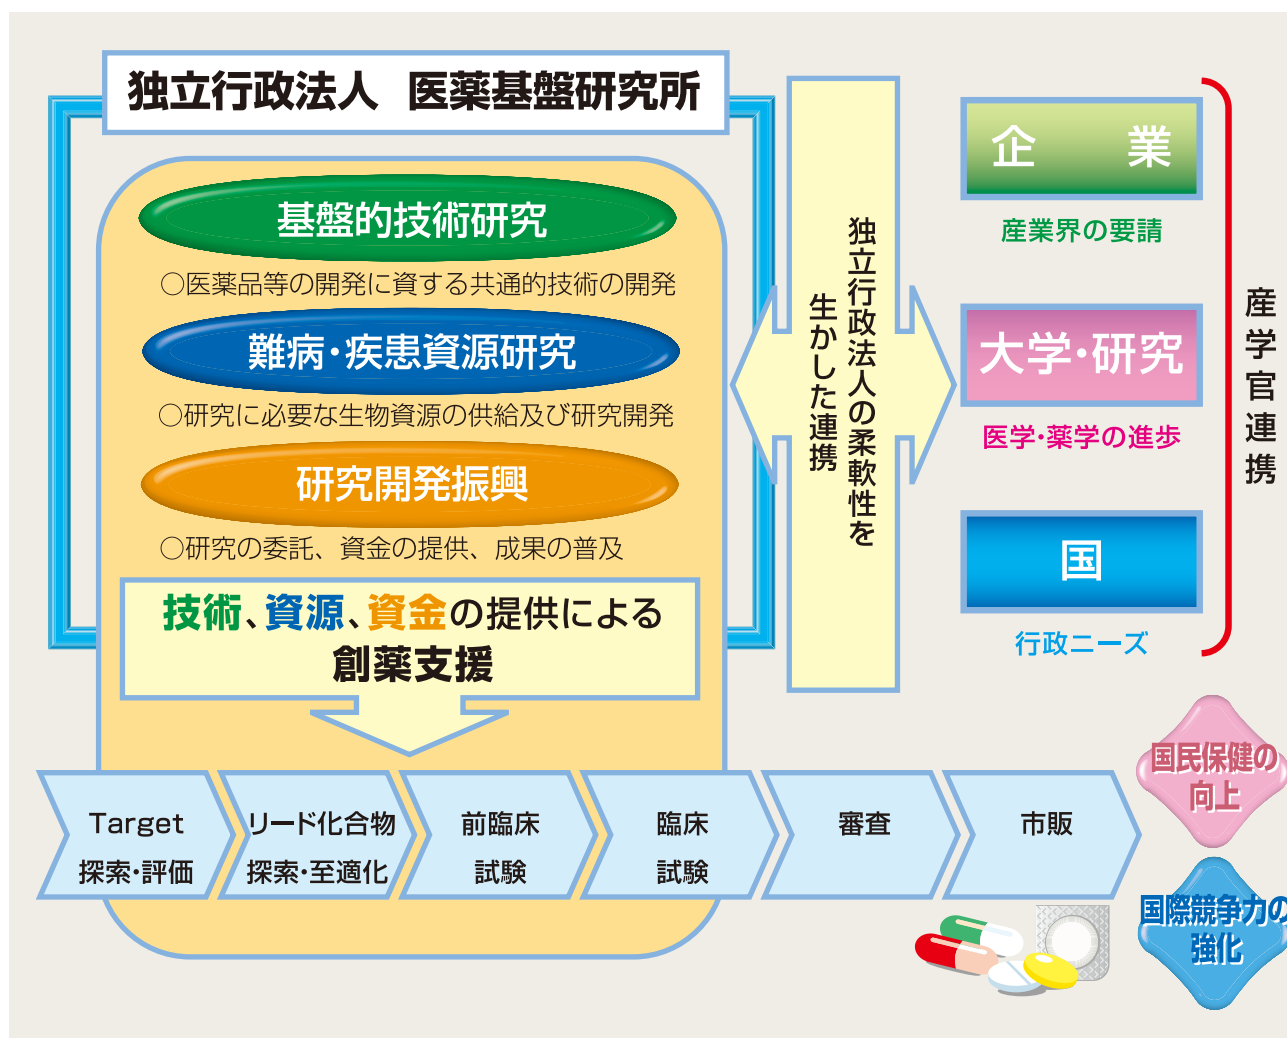 独立行政法人 医薬基盤研究所
基盤的技術研究
○医薬品等の開発に資する共通的技術の開発
難病・疾患資源研究
○研究に必要な生物資源の供給及び研究開発
研究開発振興
○研究の委託、資金の提供、成果の普及
技術、資源、資金の提供による
創薬支援
独立行政法人の柔軟性を
生かした連携
企 業
産業界の要請
大学・研究
医学・薬学の進歩
国
行政ニーズ
産学官連携
Target
探索・評価
リード化合物
探索・至適化
前臨床
試験
臨床
試験
審査
市販
国民保健の
向上
国際競争力の
強化